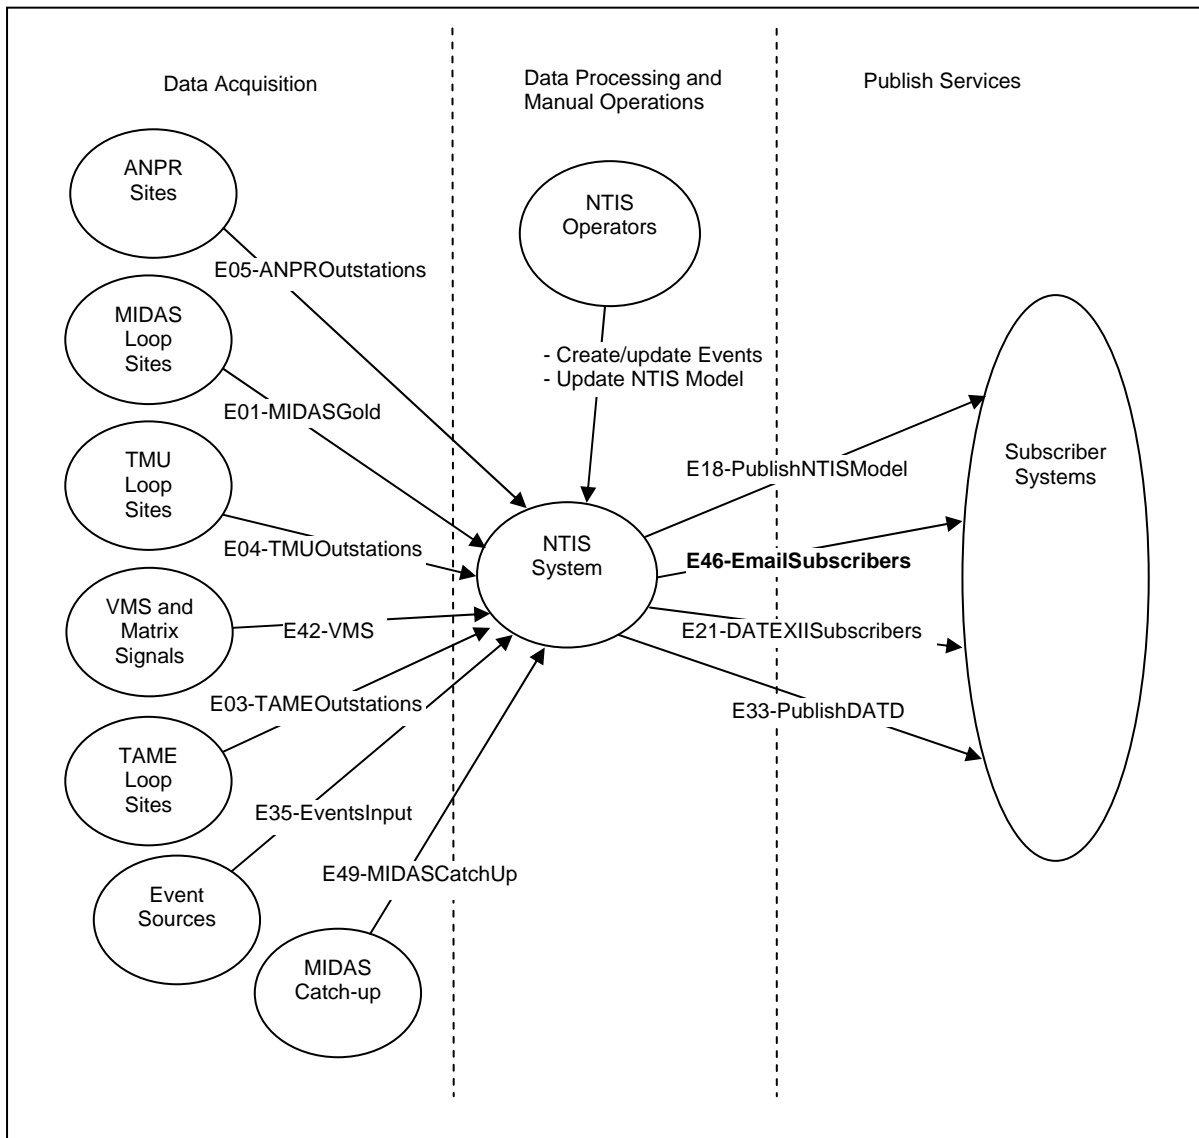 Data Acquisition
Data Processing and
Manual Operations
Publish Services
ANPR
Sites
NTIS
Operators
E05-ANPROutstations
MIDAS
Loop
Sites
- Create/update Events
- Update NTIS Model
E01-MIDASGold
TMU
Loop
Sites
E18-PublishNTISModel
Subscriber
Systems
E04-TMUOutstations
NTIS
System
E46-EmailSubscribers
VMS and
Matrix
Signals
E42-VMS
E21-DATEXIISubscribers
E03-TAMEOutstations
E33-PublishDATD
TAME
Loop
Sites
E35-EventsInput
E49-MIDASCatchUp
Event
Sources
MIDAS
Catch-up